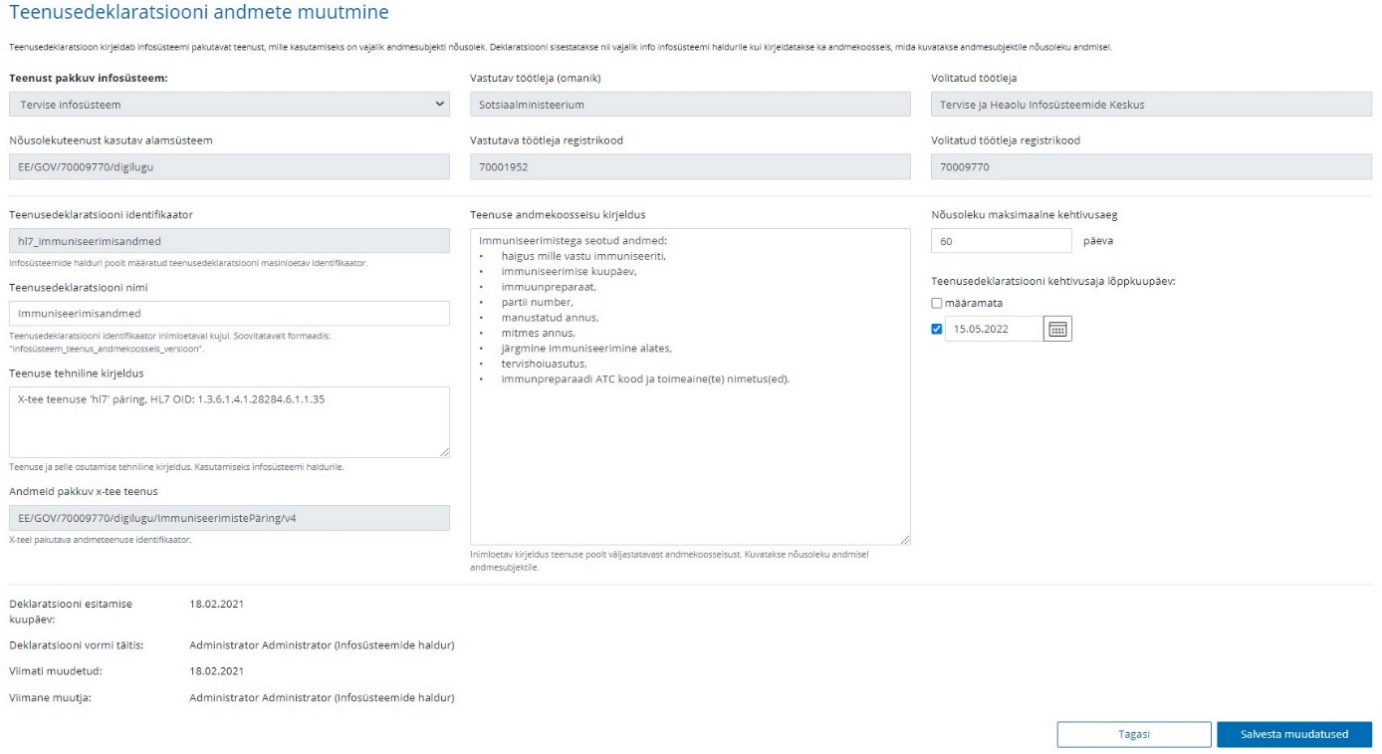 Teenusedeklaratsiooni andmete muutmine
Teenusedeklaratsioon kirjeldab infosüsteemi pakutavat teenust, mille kasutamiseks on vajalik andmesubjekti nõusolek. Deklaratsiooni sisestatakse nii vajalik info infosüsteemi haldurile kui kirjeldatakse ka andmekoosseis, mida kuvatakse andmesubjektile nõusoleku andmisel.
Teenust pakkuv infosüsteem:
Tervise infosüsteem
Vastutav töötleja (omanik)
Sotsiaalministeerium
Volitatud töötleja
Tervise ja Heaolu Infosüsteemide Keskus
Nõusolekuteenust kasutav alamsüsteem
EE/GOV/70009770/digilugu
Vastutava töötleja registrikood
70001952
Volitatud töötleja registrikood
70009770
Teenusedeklaratsiooni identifikaator
hl7_immuniseerimisandmed
Infosüsteemide halduri poolt määratud teenusedeklaratsiooni masinloetav identifikaator.
Teenusedeklaratsiooni nimi
Immuniseerimisandmed
Teenusedeklaratsiooni identifikaator inimloetaval kujul. Soovitatavalt formaadis:
"infosüsteem_teenus_andmekoosseis_versioon".
Teenuse tehniline kirjeldus
X-tee teenuse 'hl7' päring, HL7 OID: 1.3.6.1.4.1.28284.6.1.1.35
Teenuse ja selle osutamise tehniline kirjeldus. Kasutamiseks infosüsteemi haldurile.
Andmeid pakkuv x-tee teenus
EE/GOV/70009770/digilugu/ImmuniseerimistePäring/v4
X-teel pakutava andmeteenuse identifikaator.
Teenuse andmekoosseisu kirjeldus
Immuniseerimistega seotud andmed:
• haigus mille vastu immuniseeriti,
• immuniseerimise kuupäev,
• immuunpreparaat,
• partii number,
• manustatud annus,
• mitmes annus,
• järgmine immuniseerimine alates,
• tervishoiuasutus,
• immunpreparaadi ATC kood ja toimeaine(te) nimetus(ed).
Inimloetav kirjeldus teenuse poolt väljastatavast andmekoosseisust. Kuvatakse nõusoleku andmisel
andmesubjektile.
Nõusoleku maksimaalne kehtivusaeg
60 päeva
Teenusedeklaratsiooni kehtivusaja lõppkuupäev:
määramata
15.05.2022
Deklaratsiooni esitamise
kuupäev:
18.02.2021
Deklaratsiooni vormi täitis: Administrator Administrator (Infosüsteemide haldur)
Viimati muudetud: 18.02.2021
Viimane muutja: Administrator Administrator (Infosüsteemide haldur)
Tagasi
Salvesta muudatused